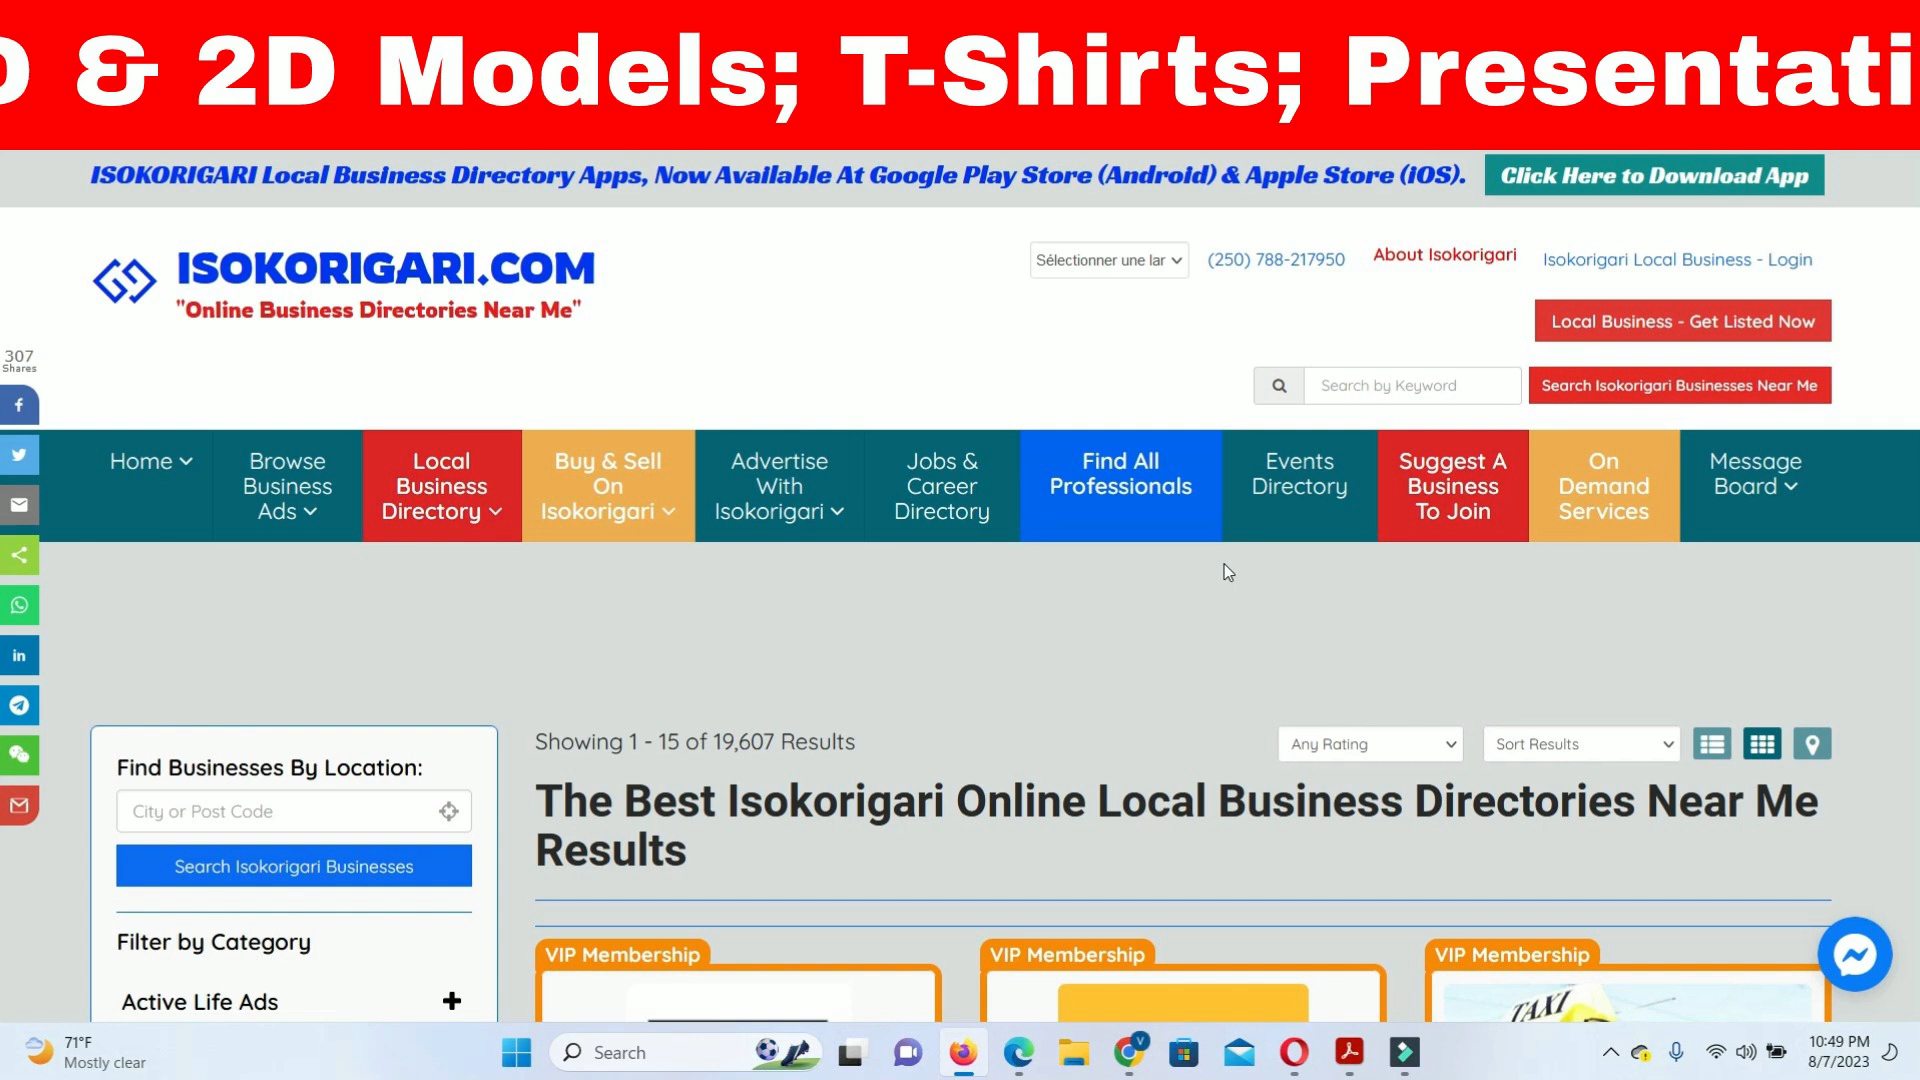 & 2D Models; T-Shirts;
ISOKORIGARI Local Business Directory Apps, Now Available At Google Play Store (Android) & Apple Store (iOS).
Click Here to Download App
ISOKORIGARI.COM
"Online Business Directories Near Me"
Sélectionner une lar
(250) 788-217950
About Isokorigari
Isokorigari Local Business - Login
Local Business - Get Listed Now
Search by Keyword
Search Isokorigari Businesses Near Me
307
Shares
Home
Browse
Business
Ads
Local
Business
Directory
Buy & Sell
On
Isokorigari
Advertise
With
Isokorigari
Jobs &
Career
Directory
Find All
Professionals
Events
Directory
Suggest A
Business
To Join
On
Demand
Services
Message
Board
in
Find Businesses By Location:
City or Post Code
Search Isokorigari Businesses
Filter by Category
Active Life Ads
Showing 1 - 15 of 19,607 Results
Any Rating
Sort Results
The Best Isokorigari Online Local Business Directories Near Me
Results
VIP Membership
VIP Membership
VIP Membership
TAXI
71°F
Mostly clear
Search
V
10:49 PM
8/7/2023